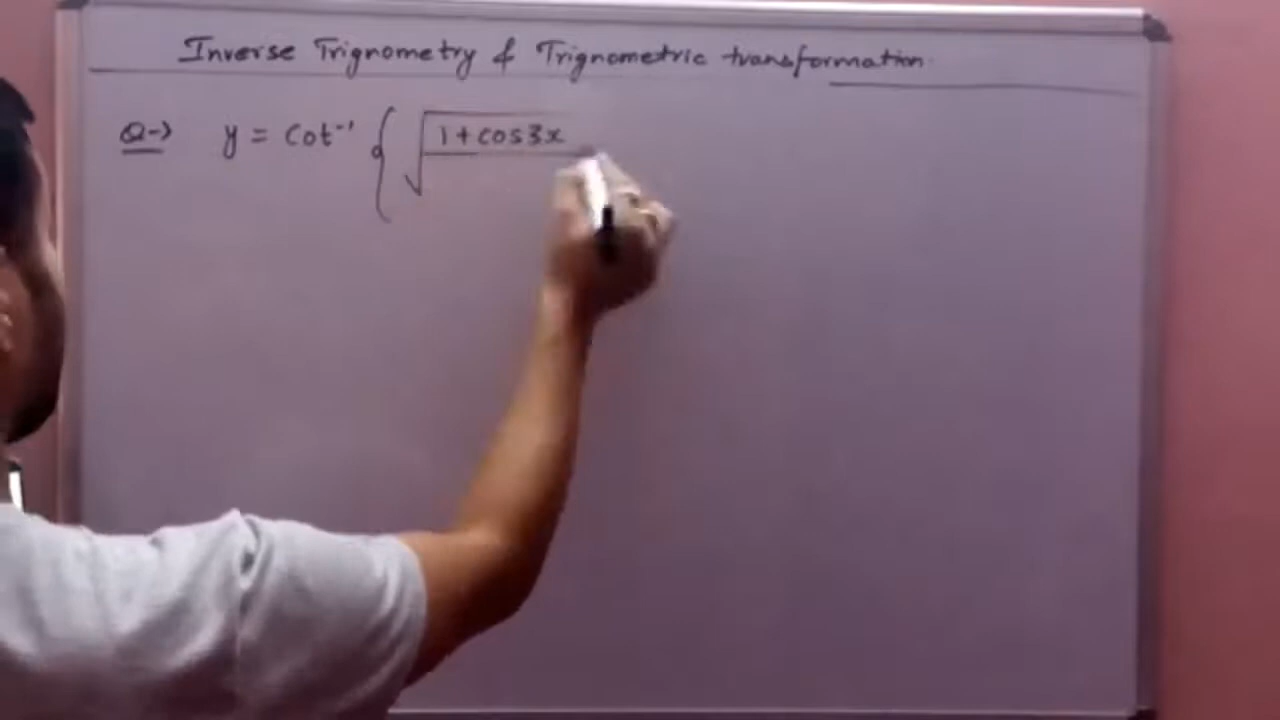 Inverse Trignometry & Trignometric transformation
Q→ y = Cot⁻¹ { √ 1 + cos3x